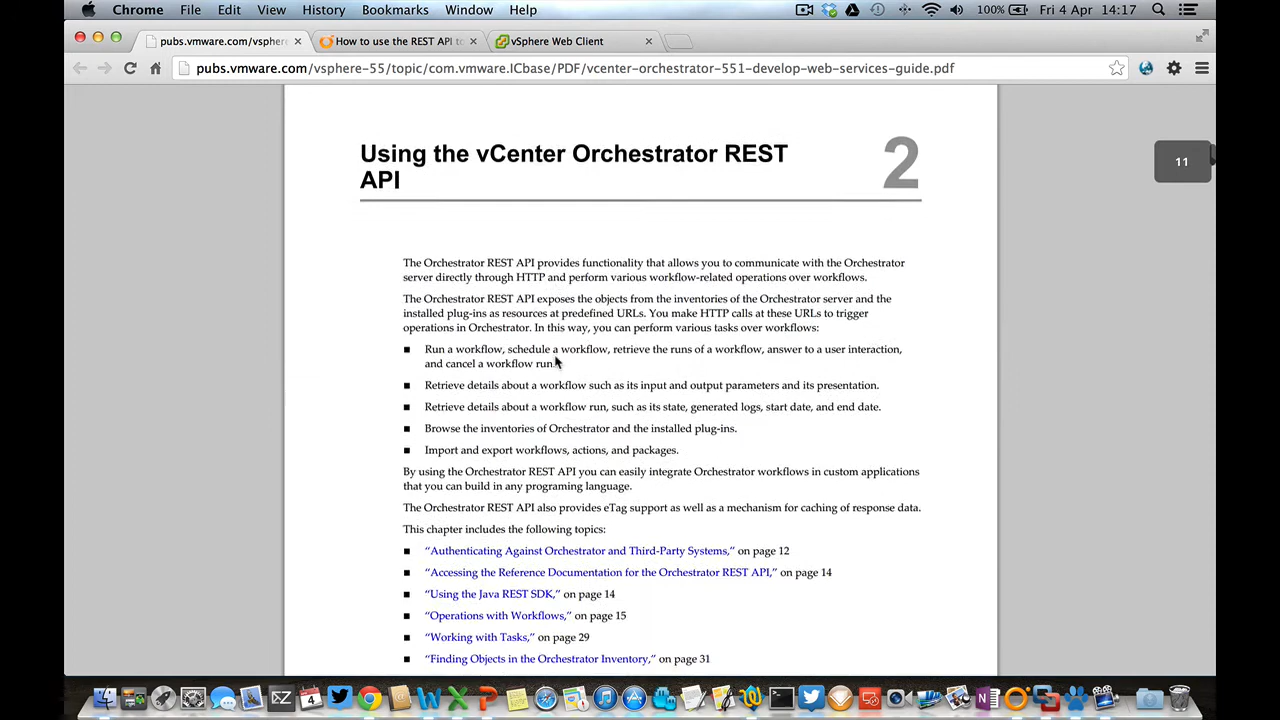 Chrome File Edit View History Bookmarks Window Help 100% Fri 4 Apr 14:17
pubs.vmware.com/vsphere How to use the REST API to vSphere Web Client
pubs.vmware.com/vsphere-55/topic/com.vmware.ICbase/PDF/vcenter-orchestrator-551-develop-web-services-guide.pdf
Using the vCenter Orchestrator REST
API
2
11
The Orchestrator REST API provides functionality that allows you to communicate with the Orchestrator
server directly through HTTP and perform various workflow-related operations over workflows.
The Orchestrator REST API exposes the objects from the inventories of the Orchestrator server and the
installed plug-ins as resources at predefined URLs. You make HTTP calls at these URLs to trigger
operations in Orchestrator. In this way, you can perform various tasks over workflows:
■ Run a workflow, schedule a workflow, retrieve the runs of a workflow, answer to a user interaction,
and cancel a workflow run.
■ Retrieve details about a workflow such as its input and output parameters and its presentation.
■ Retrieve details about a workflow run, such as its state, generated logs, start date, and end date.
■ Browse the inventories of Orchestrator and the installed plug-ins.
■ Import and export workflows, actions, and packages.
By using the Orchestrator REST API you can easily integrate Orchestrator workflows in custom applications
that you can build in any programing language.
The Orchestrator REST API also provides eTag support as well as a mechanism for caching of response data.
This chapter includes the following topics:
■ “Authenticating Against Orchestrator and Third-Party Systems,” on page 12
■ “Accessing the Reference Documentation for the Orchestrator REST API,” on page 14
■ “Using the Java REST SDK,” on page 14
■ “Operations with Workflows,” on page 15
■ “Working with Tasks,” on page 29
■ “Finding Objects in the Orchestrator Inventory,” on page 31